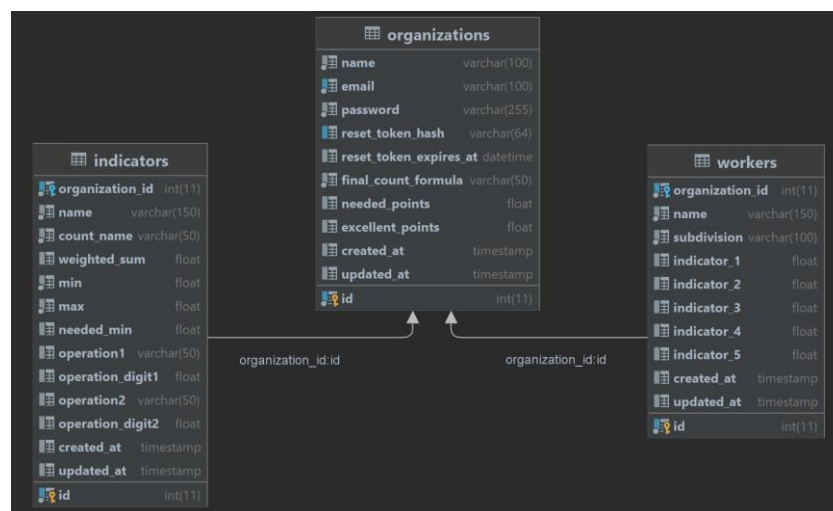 organizations
name varchar(100)
email varchar(100)
password varchar(255)
reset_token_hash varchar(64)
reset_token_expires_at datetime
final_count_formula varchar(50)
needed_points float
excellent_points float
created_at timestamp
updated_at timestamp
id int(11)
indicators
organization_id int(11)
name varchar(150)
count_name varchar(50)
weighted_sum float
min float
max float
needed_min float
operation1 varchar(50)
operation_digit1 float
operation2 varchar(50)
operation_digit2 float
created_at timestamp
updated_at timestamp
id int(11)
workers
organization_id int(11)
name varchar(150)
subdivision varchar(100)
indicator_1 float
indicator_2 float
indicator_3 float
indicator_4 float
indicator_5 float
created_at timestamp
updated_at timestamp
id int(11)
organization_id:id
organization_id:id